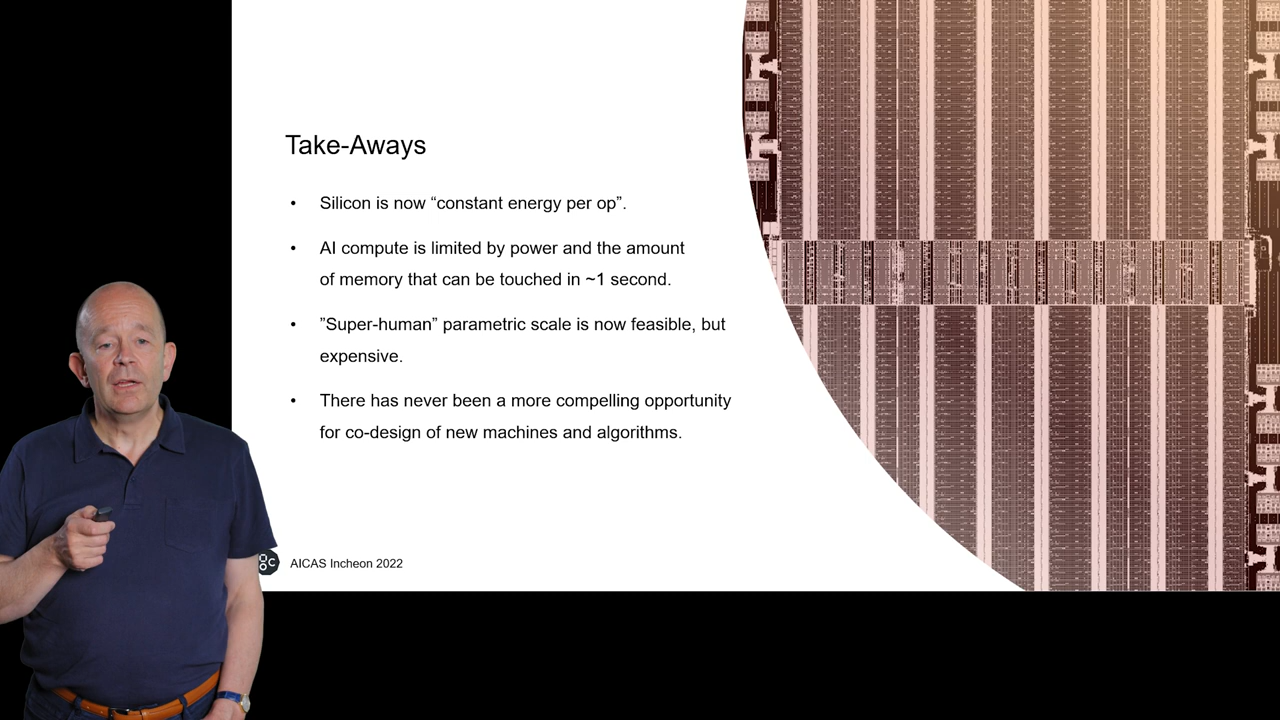 Take-Aways
• Silicon is now “constant energy per op”.
• AI compute is limited by power and the amount
of memory that can be touched in ~1 second.
• ”Super-human” parametric scale is now feasible, but
expensive.
• There has never been a more compelling opportunity
for co-design of new machines and algorithms.
AICAS Incheon 2022